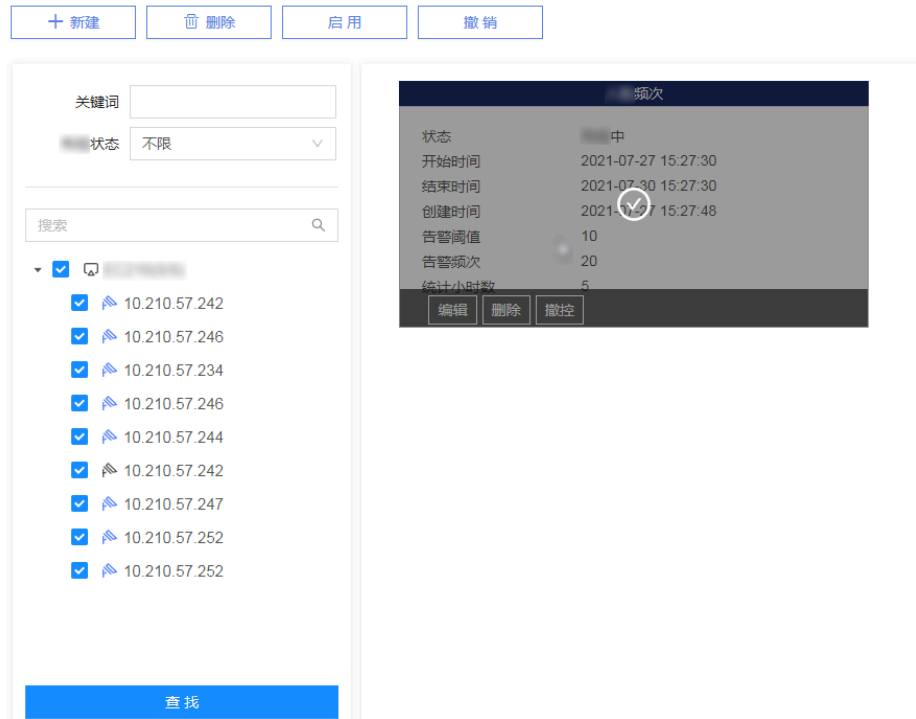 新建 删除 启用 撤销
关键词
状态 不限
搜索
10.210.57.242
10.210.57.246
10.210.57.234
10.210.57.246
10.210.57.244
10.210.57.242
10.210.57.247
10.210.57.252
10.210.57.252
查找
频次
状态 中
开始时间 2021-07-27 15:27:30
结束时间 2021-07-30 15:27:30
创建时间 2021-07-27 15:27:48
告警阈值 10
告警频次 20
统计小时数 5
编辑 删除 撤控